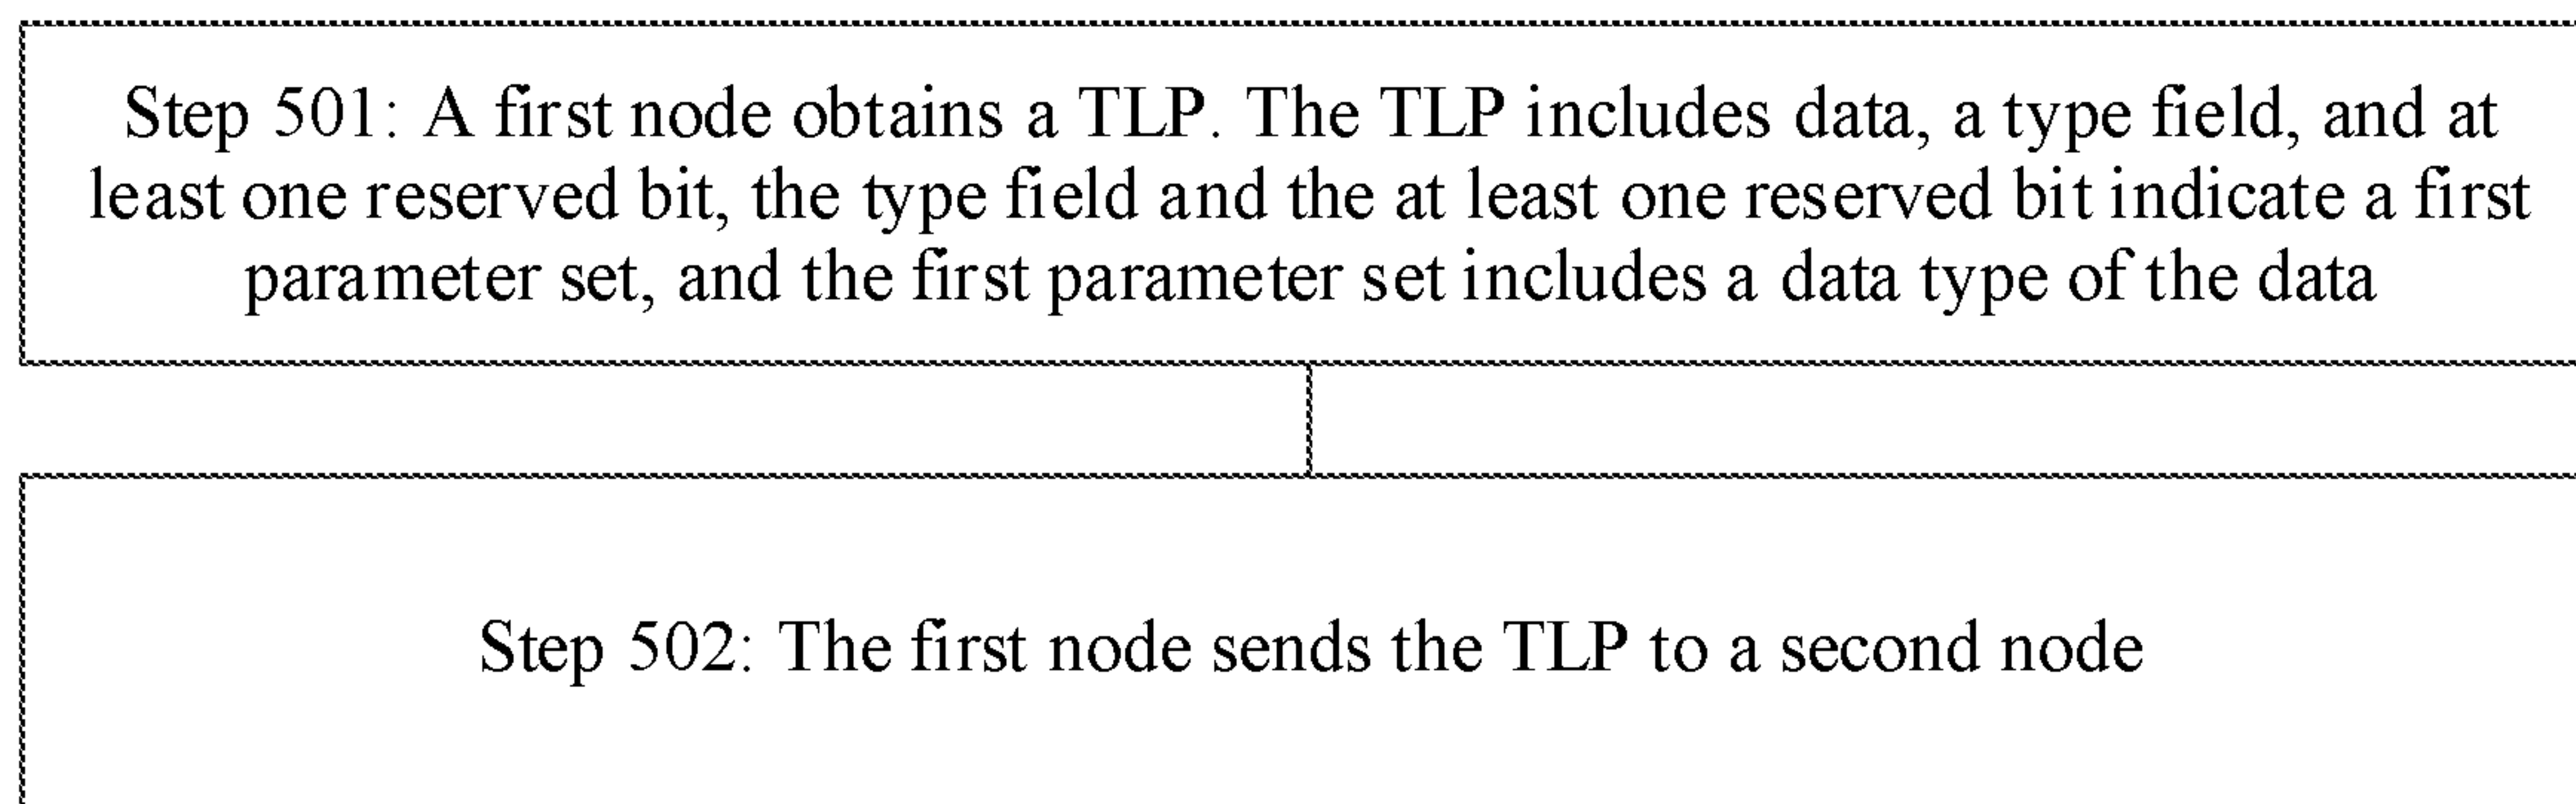 Step 501: A first node obtains a TLP. The TLP includes data, a type field, and at
least one reserved bit, the type field and the at least one reserved bit indicate a first
parameter set, and the first parameter set includes a data type of the data
Step 502: The first node sends the TLP to a second node